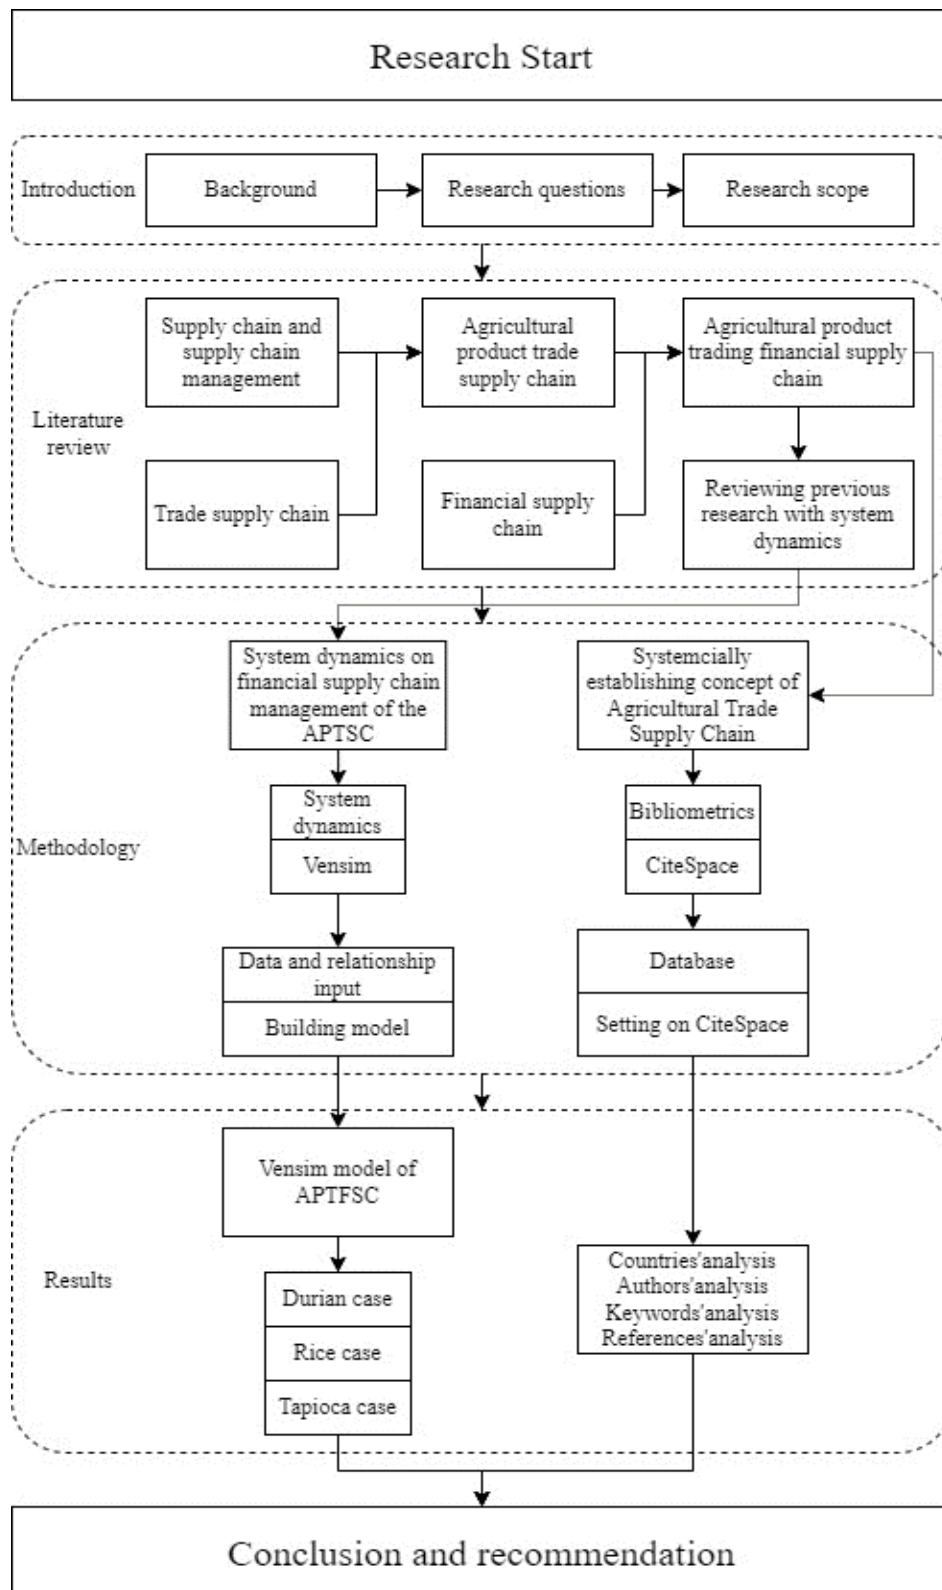 Research Start
Introduction
Background
Research questions
Research scope
Supply chain and
supply chain
management
Agricultural
product trade
supply chain
Agricultural product
trading financial supply
chain
Literature
review
Trade supply chain
Financial supply
chain
Reviewing previous
research with system
dynamics
System dynamics on
financial supply chain
management of the
APTSC
Systemcially
establishing concept of
Agricultural Trade
Supply Chain
Methodology
System
dynamics
Vensim
Bibliometrics
CiteSpace
Data and relationship
input
Building model
Database
Setting on CiteSpace
Results
Vensim model of
APTFSC
Durian case
Rice case
Tapioca case
Countries'analysis
Authors'analysis
Keywords'analysis
References'analysis
Conclusion and recommendation